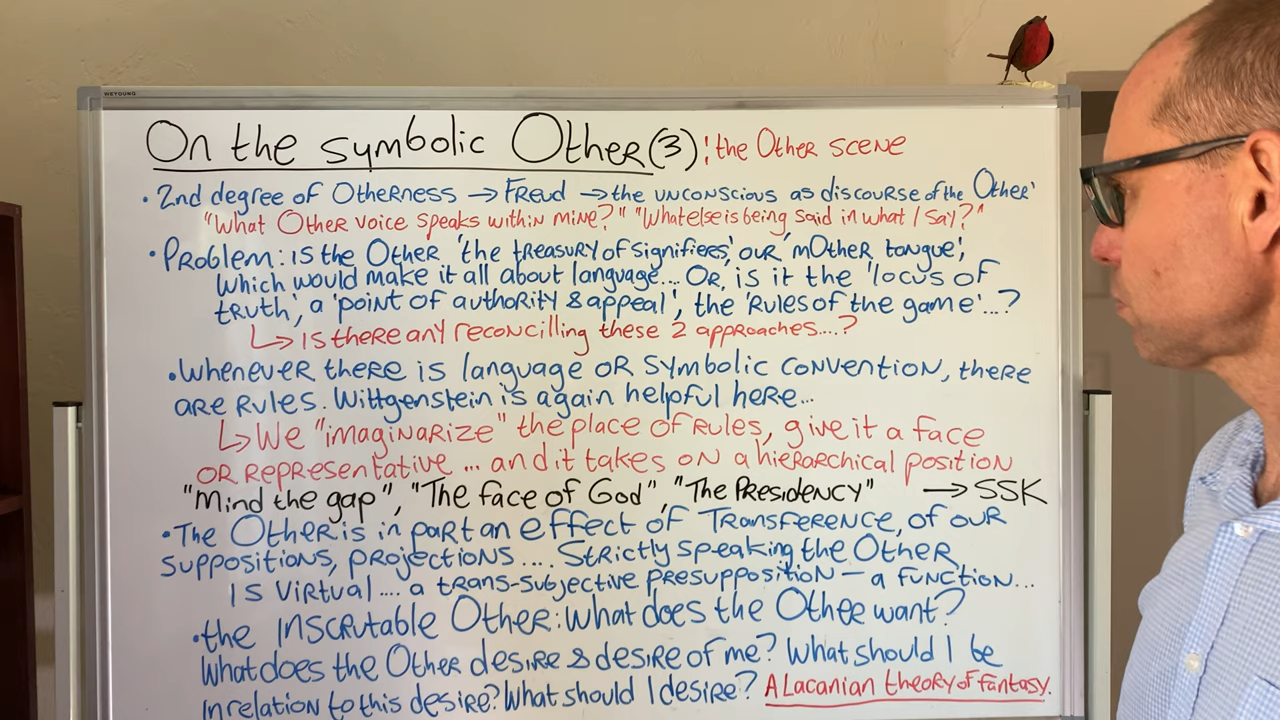 WEYOUNG
On the symbolic Other (3): the Other scene
• 2nd degree of Otherness → Freud → the unconscious as discourse of the Other'
"What Other voice speaks within mine?" "What else is being said in what I say?"
• Problem: is the Other 'the treasury of signifiers', our 'mOther tongue',
which would make it all about language.... Or, is it the 'locus of
truth', a 'point of authority & appeal', the 'Rules of the game'...?
↳ is there any reconcilling these 2 approaches....?
• Whenever there is language or symbolic convention, there
are rules. Wittgenstein is again helpful here...
↳ We "imaginarize" the place of rules, give it a face
or representative ... and it takes on a hierarchical position
"Mind the gap", "The face of God", "The Presidency" → SSK
• The Other is in part an effect of Transference, of our
suppositions, projections .... Strictly speaking the Other
is virtual .... a trans-subjective presupposition — a function...
• the inscrutable Other: What does the Other want?
What does the Other desire & desire of me? What should I be
in relation to this desire? What should I desire? A Lacanian theory of fantasy.